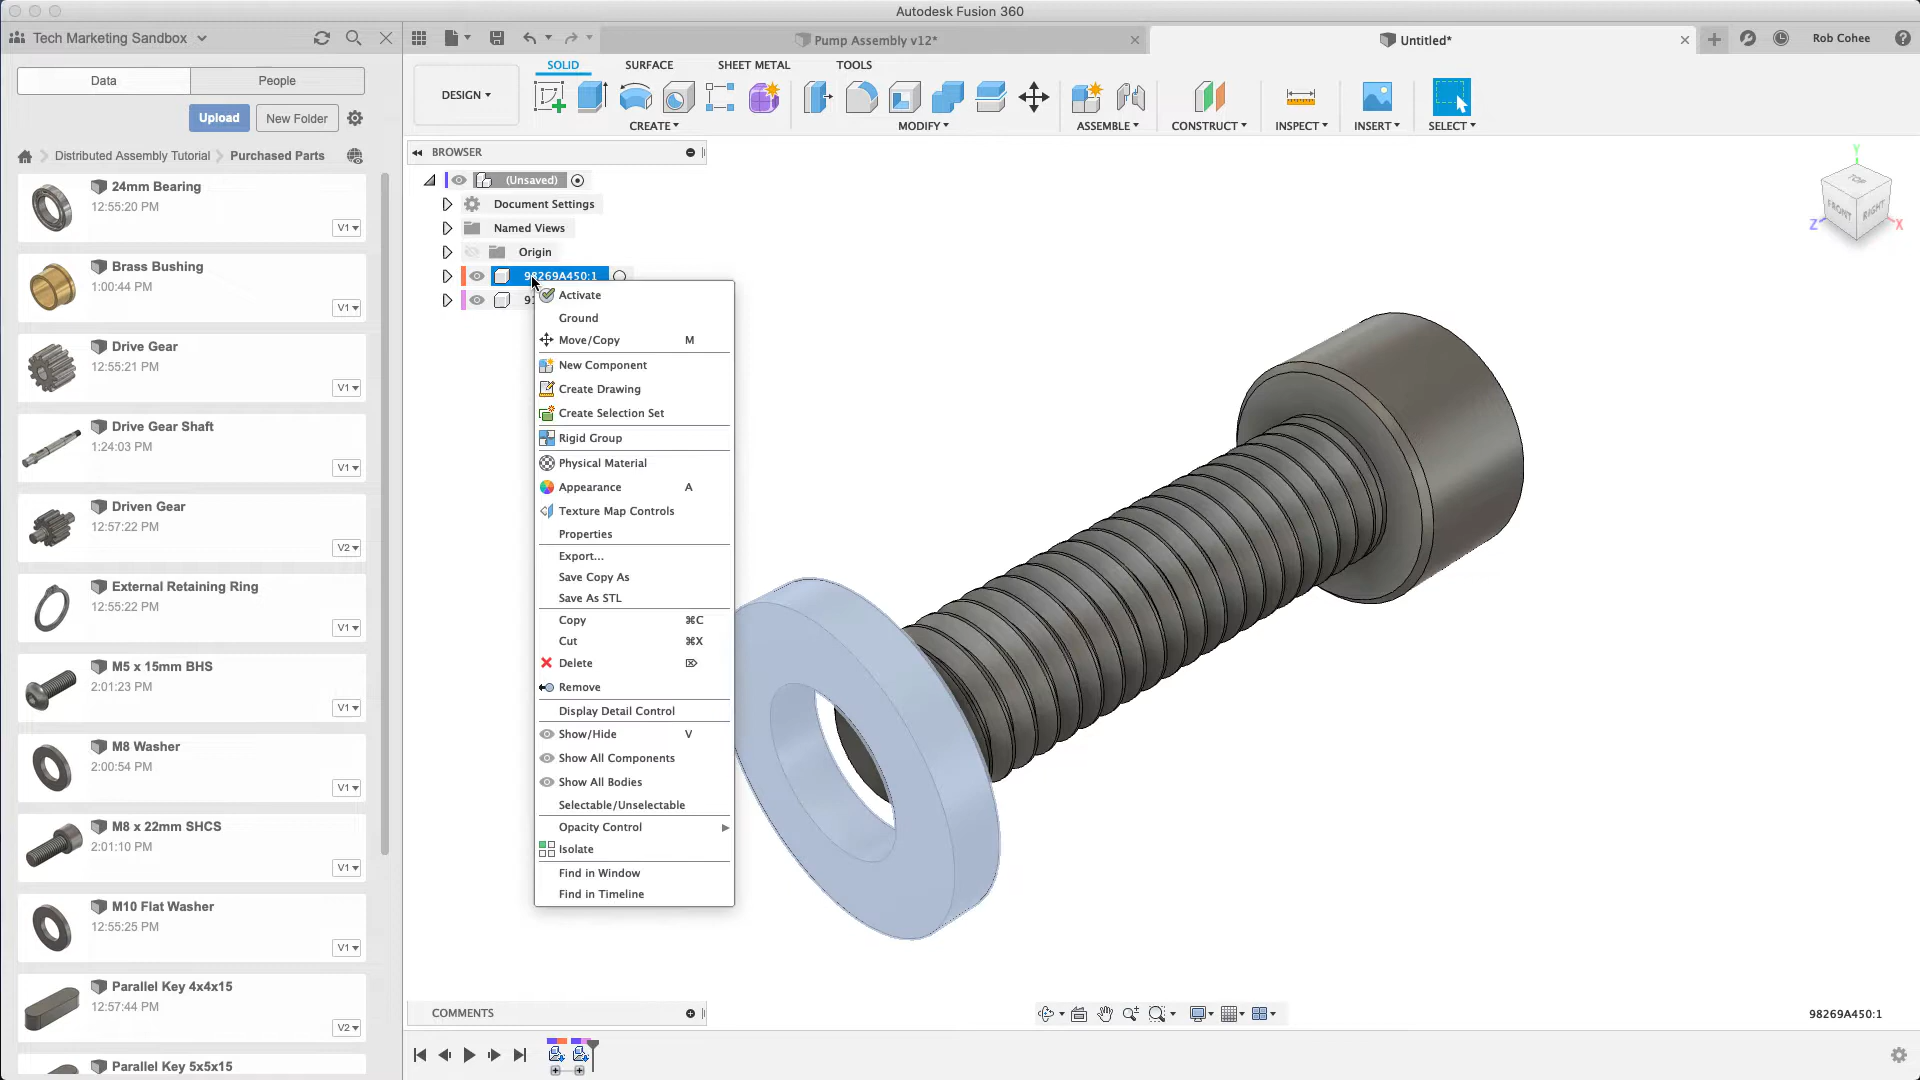 Autodesk Fusion 360
Tech Marketing Sandbox
Pump Assembly v12*
Untitled*
Rob Cohee
Data
People
Upload
New Folder
Distributed Assembly Tutorial
Purchased Parts
24mm Bearing
12:55:20 PM
V1
Brass Bushing
1:00:44 PM
V1
Drive Gear
12:55:21 PM
V1
Drive Gear Shaft
1:24:03 PM
V1
Driven Gear
12:57:22 PM
V2
External Retaining Ring
12:55:22 PM
V1
M5 x 15mm BHS
2:01:23 PM
V1
M8 Washer
2:00:54 PM
V1
M8 x 22mm SHCS
2:01:10 PM
V1
M10 Flat Washer
12:55:25 PM
V1
Parallel Key 4x4x15
12:57:44 PM
V2
Parallel Key 5x5x15
DESIGN
SOLID
SURFACE
SHEET METAL
TOOLS
CREATE
MODIFY
ASSEMBLE
CONSTRUCT
INSPECT
INSERT
SELECT
BROWSER
(Unsaved)
Document Settings
Named Views
Origin
98269A450:1
Activate
Ground
Move/Copy M
New Component
Create Drawing
Create Selection Set
Rigid Group
Physical Material
Appearance A
Texture Map Controls
Properties
Export...
Save Copy As
Save As STL
Copy ⌘C
Cut ⌘X
Delete ⌦
Remove
Display Detail Control
Show/Hide V
Show All Components
Show All Bodies
Selectable/Unselectable
Opacity Control
Isolate
Find in Window
Find in Timeline
Y
TOP
FRONT
RIGHT
Z
X
COMMENTS
98269A450:1